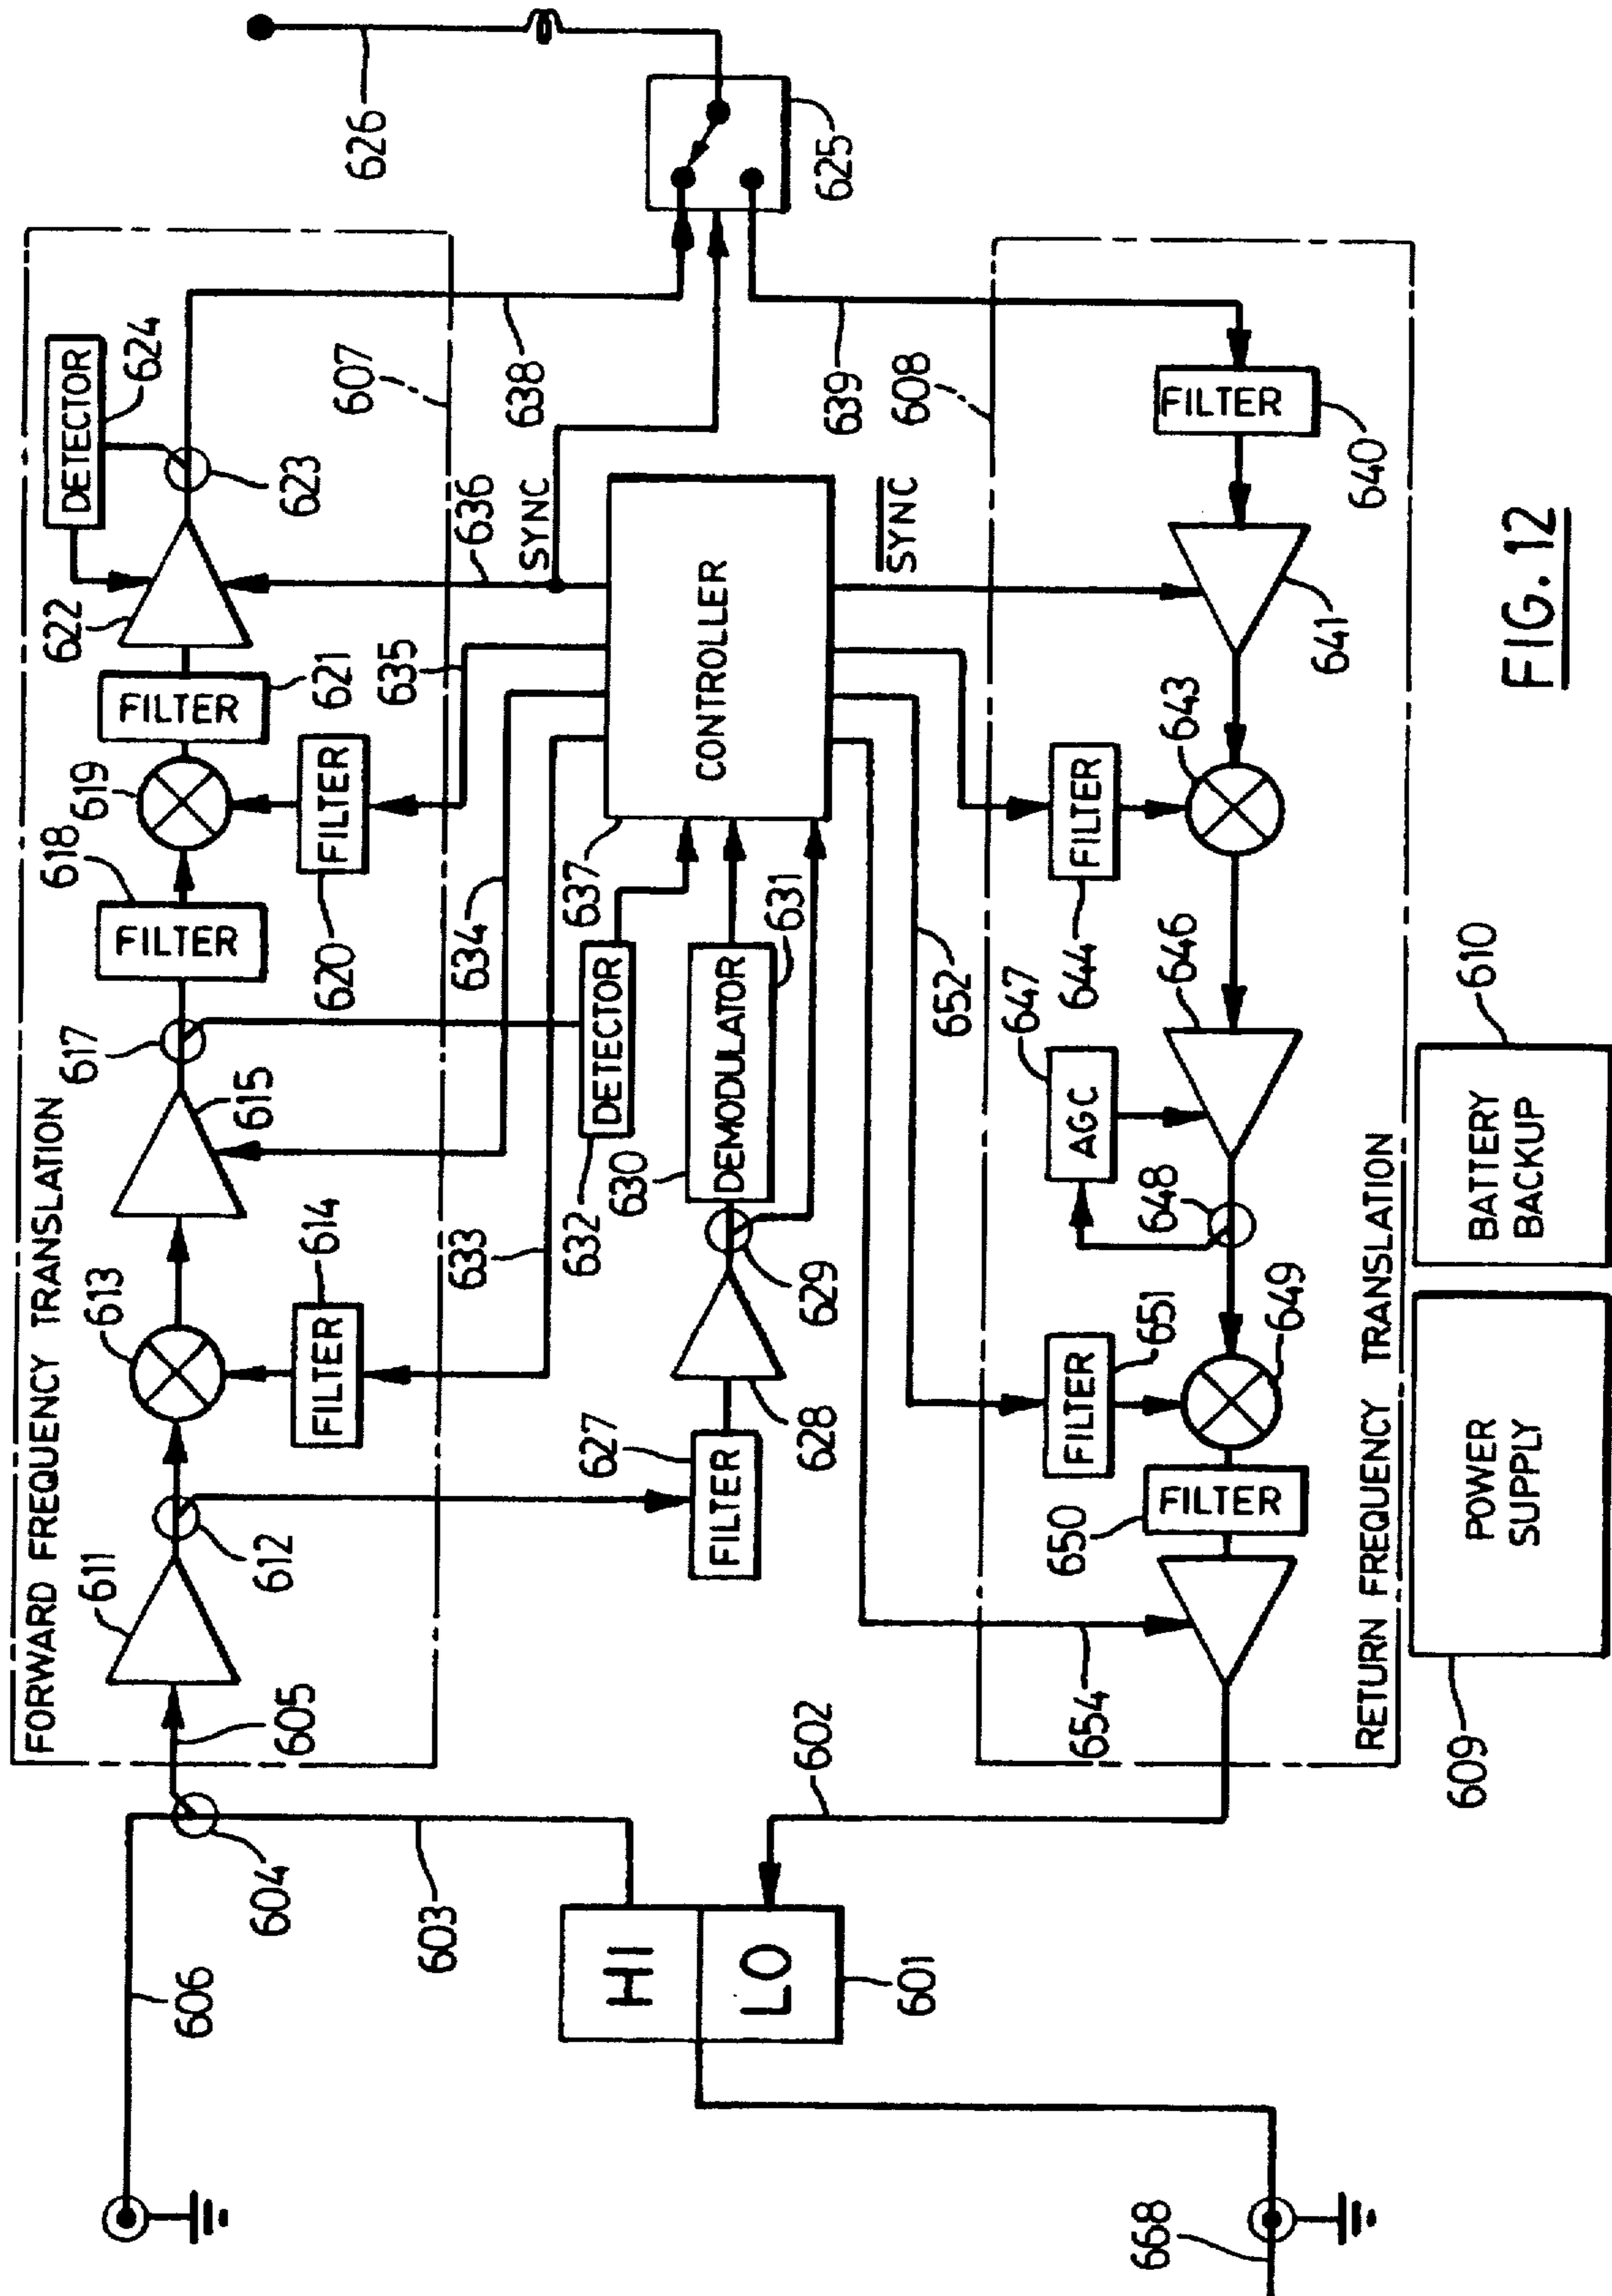 FORWARD FREQUENCY TRANSLATION
606
604
605
603
611
612
613
FILTER
614
615
617
FILTER
618
619
FILTER
620
FILTER
621
622
DETECTOR
624
623
607
638
626
625
633
634
635
636
SYNC
FILTER
627
628
629
DEMODULATOR
630
631
DETECTOR
632
CONTROLLER
637
SYNC
HI
LO
601
602
668
639
608
FILTER
640
641
643
FILTER
644
646
AGC
647
648
649
FILTER
651
FILTER
650
652
654
RETURN FREQUENCY TRANSLATION
POWER
SUPPLY
609
BATTERY
BACKUP
610
FIG. 12